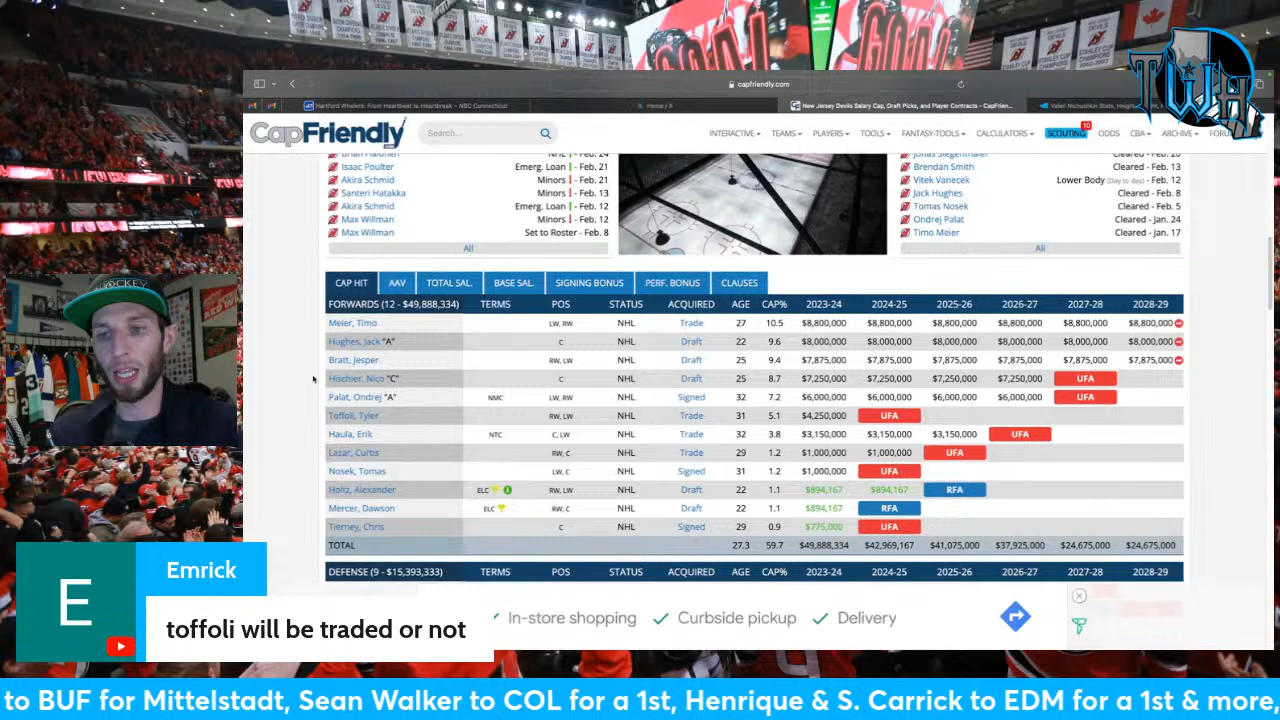 GOAL
GOAL
TWH
capfriendly.com
Hartford Whalers: From Heartbeat to Heartbreak – NBC Connecticut
Home / X
New Jersey Devils Salary Cap, Draft Picks, and Player Contracts - CapFrien...
Valeri Nichushkin Stats, Height,
CapFriendly
Search...
INTERACTIVE TEAMS PLAYERS TOOLS FANTASY-TOOLS CALCULATORS SCOUTING 10 ODDS CBA ARCHIVE FORU
Brian Halonen NHL - Feb. 24
Isaac Poulter Emerg. Loan - Feb. 21
Akira Schmid Minors - Feb. 21
Santeri Hatakka Minors - Feb. 13
Akira Schmid Emerg. Loan - Feb. 12
Max Willman Minors - Feb. 12
Max Willman Set to Roster - Feb. 8
All
Jonas Siegenthaler Cleared - Feb. 20
Brendan Smith Cleared - Feb. 13
Vitek Vanecek Lower Body (Day to day) - Feb. 12
Jack Hughes Cleared - Feb. 8
Tomas Nosek Cleared - Feb. 5
Ondrej Palat Cleared - Jan. 24
Timo Meier Cleared - Jan. 17
All
CAP HIT AAV TOTAL SAL. BASE SAL. SIGNING BONUS PERF. BONUS CLAUSES
FORWARDS (12 - $49,888,334) TERMS POS STATUS ACQUIRED AGE CAP% 2023-24 2024-25 2025-26 2026-27 2027-28 2028-29
Meier, Timo LW, RW NHL Trade 27 10.5 $8,800,000 $8,800,000 $8,800,000 $8,800,000 $8,800,000 $8,800,000
Hughes, Jack "A" C NHL Draft 22 9.6 $8,000,000 $8,000,000 $8,000,000 $8,000,000 $8,000,000 $8,000,000
Bratt, Jesper RW, LW NHL Draft 25 9.4 $7,875,000 $7,875,000 $7,875,000 $7,875,000 $7,875,000 $7,875,000
Hischier, Nico "C" C NHL Draft 25 8.7 $7,250,000 $7,250,000 $7,250,000 $7,250,000 UFA
Palat, Ondrej "A" NMC LW, RW NHL Signed 32 7.2 $6,000,000 $6,000,000 $6,000,000 $6,000,000 UFA
Toffoli, Tyler RW, LW NHL Trade 31 5.1 $4,250,000 UFA
Haula, Erik NTC C, LW NHL Trade 32 3.8 $3,150,000 $3,150,000 $3,150,000 UFA
Lazar, Curtis RW, C NHL Trade 29 1.2 $1,000,000 $1,000,000 UFA
Nosek, Tomas LW, C NHL Signed 31 1.2 $1,000,000 UFA
Holtz, Alexander ELC RW, LW NHL Draft 22 1.1 $894,167 $894,167 RFA
Mercer, Dawson ELC RW, C NHL Draft 22 1.1 $894,167 RFA
Tierney, Chris C NHL Signed 29 0.9 $775,000 UFA
TOTAL 27.3 59.7 $49,888,334 $42,969,167 $41,075,000 $37,925,000 $24,675,000 $24,675,000
DEFENSE (9 - $15,393,333) TERMS POS STATUS ACQUIRED AGE CAP% 2023-24 2024-25 2025-26 2026-27 2027-28 2028-29
In-store shopping Curbside pickup Delivery
E
Emrick
toffoli will be traded or not
to BUF for Mittelstadt, Sean Walker to COL for a 1st, Henrique & S. Carrick to EDM for a 1st & more,